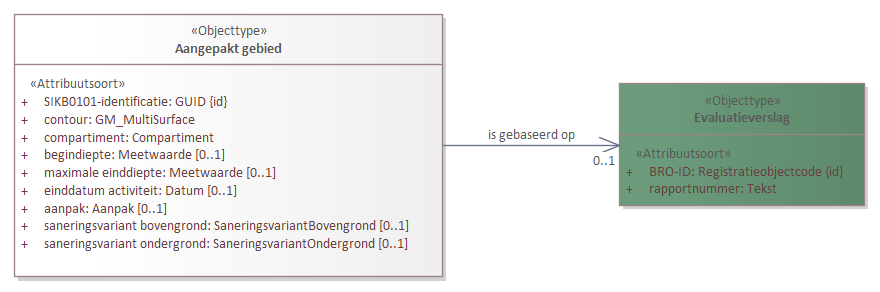 «Objecttype»
Aangepakt gebied
«Attribuutsoort»
+ SIKB0101-identificatie: GUID {id}
+ contour: GM_MultiSurface
+ compartiment: Compartiment
+ begindiepte: Meetwaarde [0..1]
+ maximale einddiepte: Meetwaarde [0..1]
+ einddatum activiteit: Datum [0..1]
+ aanpak: Aanpak [0..1]
+ saneringsvariant bovengrond: SaneringsvariantBovengrond [0..1]
+ saneringsvariant ondergrond: SaneringsvariantOndergrond [0..1]
is gebaseerd op
0..1
«Objecttype»
Evaluatieverslag
«Attribuutsoort»
+ BRO-ID: Registratieobjectcode {id}
+ rapportnummer: Tekst